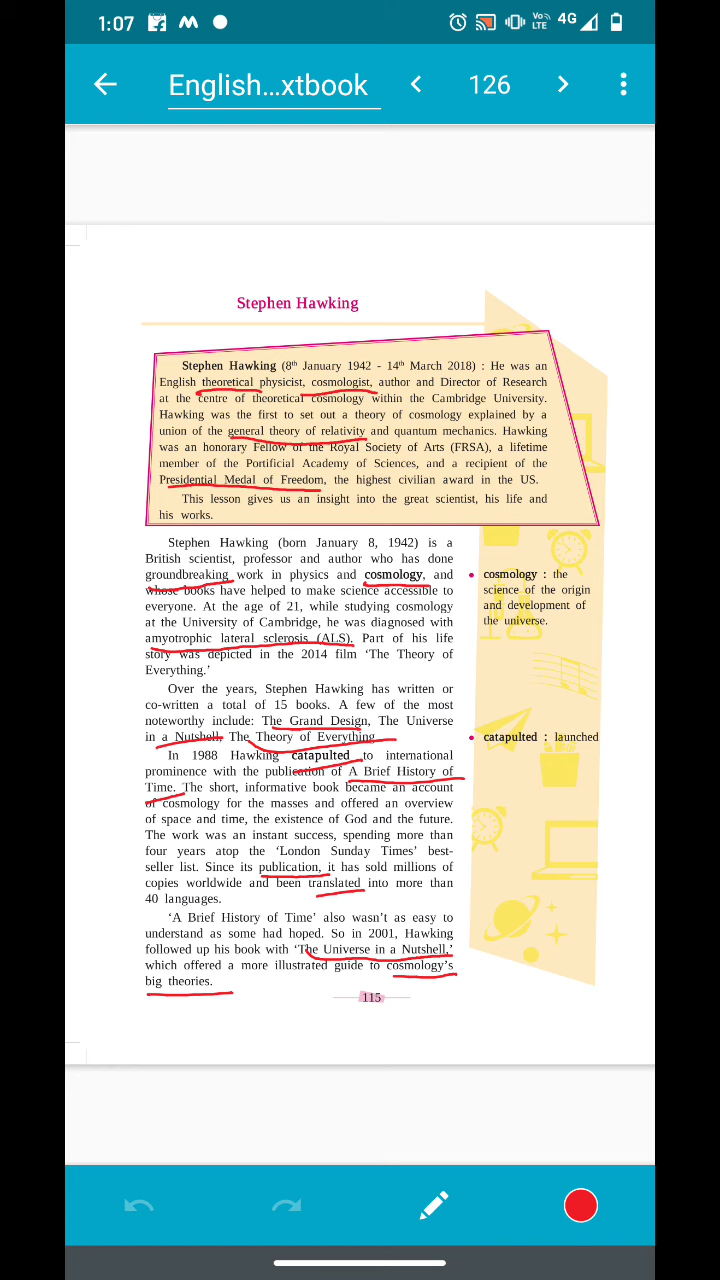 1:07
Vo LTE 4G
English...xtbook
126
Stephen Hawking
Stephen Hawking (8th January 1942 - 14th March 2018) : He was an
English theoretical physicist, cosmologist, author and Director of Research
at the centre of theoretical cosmology within the Cambridge University.
Hawking was the first to set out a theory of cosmology explained by a
union of the general theory of relativity and quantum mechanics. Hawking
was an honorary Fellow of the Royal Society of Arts (FRSA), a lifetime
member of the Portificial Academy of Sciences, and a recipient of the
Presidential Medal of Freedom, the highest civilian award in the US.
This lesson gives us an insight into the great scientist, his life and
his works.
Stephen Hawking (born January 8, 1942) is a
British scientist, professor and author who has done
groundbreaking work in physics and cosmology, and
whose books have helped to make science accessible to
everyone. At the age of 21, while studying cosmology
at the University of Cambridge, he was diagnosed with
amyotrophic lateral sclerosis (ALS). Part of his life
story was depicted in the 2014 film ‘The Theory of
Everything.’
cosmology : the
science of the origin
and development of
the universe.
Over the years, Stephen Hawking has written or
co-written a total of 15 books. A few of the most
noteworthy include: The Grand Design, The Universe
in a Nutshell, The Theory of Everything
catapulted : launched
In 1988 Hawking catapulted to international
prominence with the publication of A Brief History of
Time. The short, informative book became an account
of cosmology for the masses and offered an overview
of space and time, the existence of God and the future.
The work was an instant success, spending more than
four years atop the ‘London Sunday Times’ best-
seller list. Since its publication, it has sold millions of
copies worldwide and been translated into more than
40 languages.
‘A Brief History of Time’ also wasn’t as easy to
understand as some had hoped. So in 2001, Hawking
followed up his book with ‘The Universe in a Nutshell,’
which offered a more illustrated guide to cosmology’s
big theories.
115